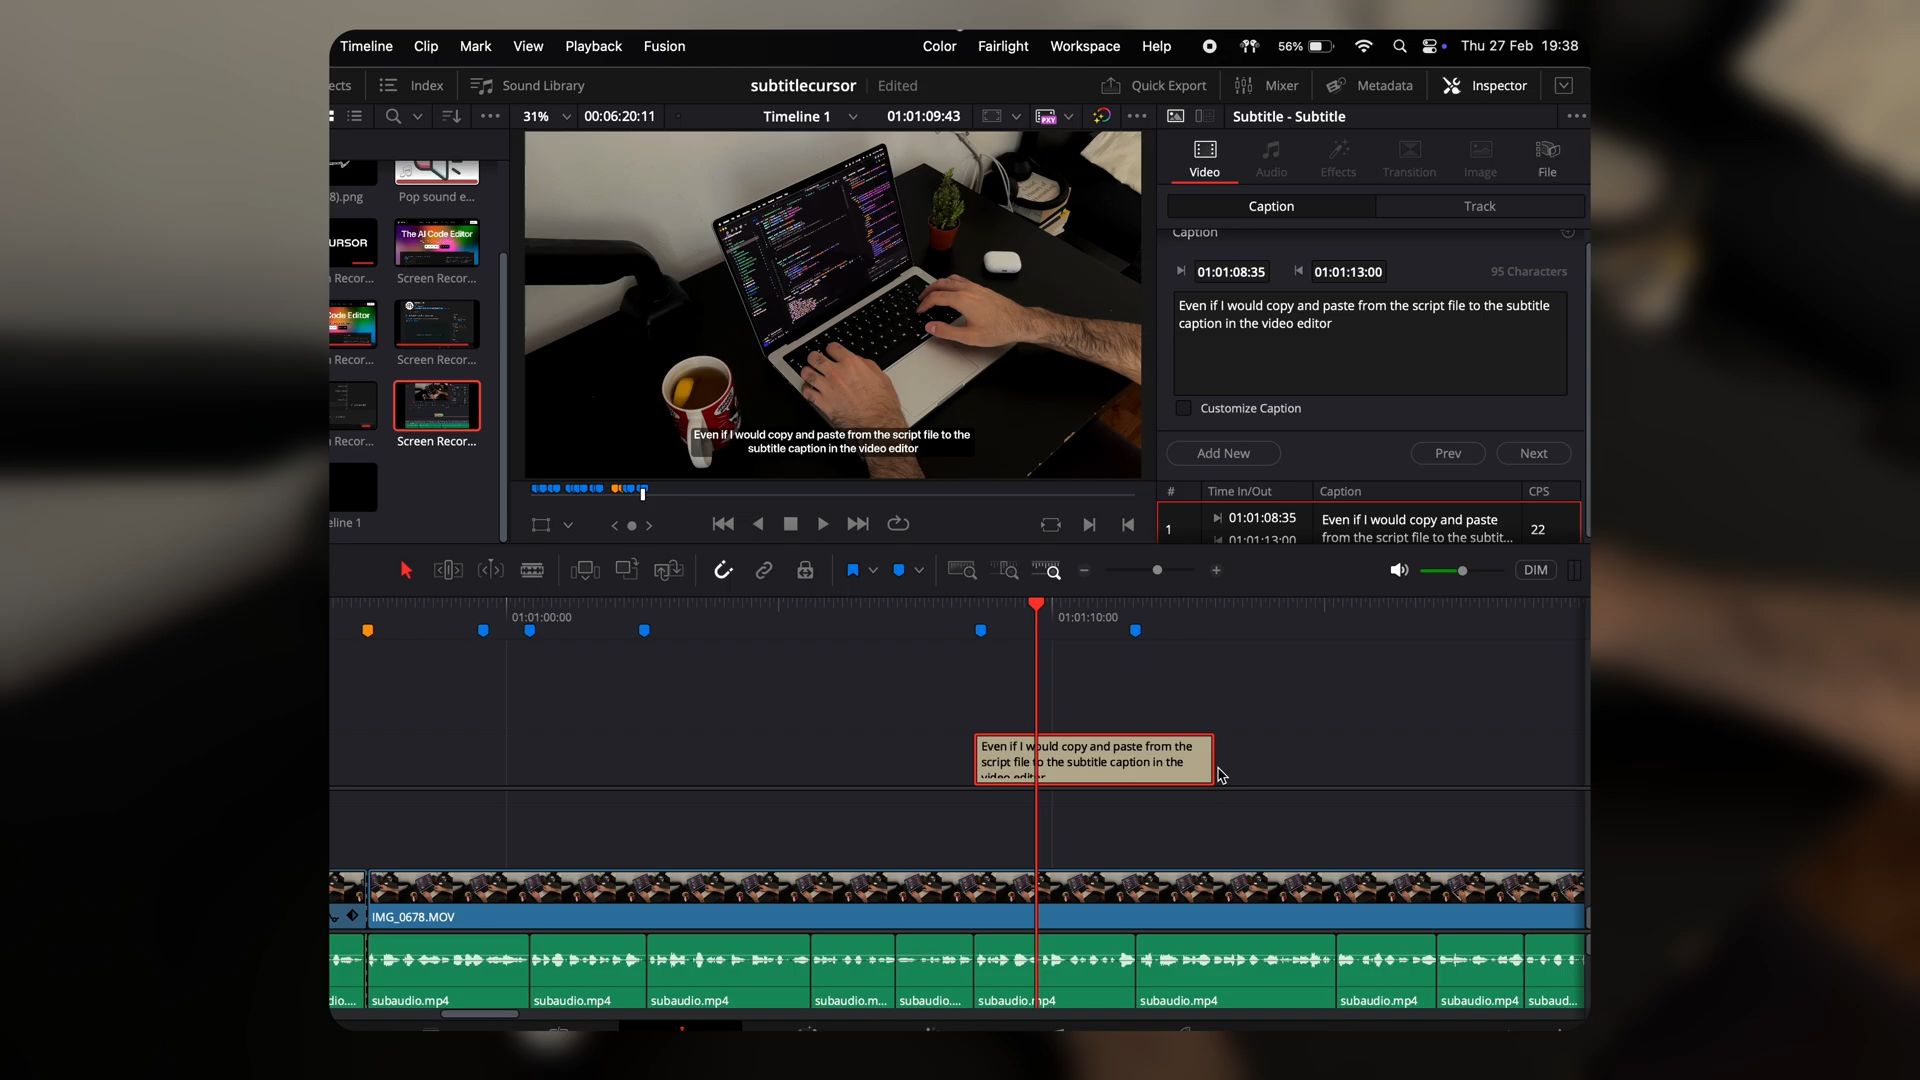 Timeline Clip Mark View Playback Fusion Color Fairlight Workspace Help 56% Thu 27 Feb 19:38
ects Index Sound Library subtitlecursor Edited Quick Export Mixer Metadata Inspector
31% 00:06:20:11 Timeline 1 01:01:09:43 PXY Subtitle - Subtitle
Video Audio Effects Transition Image File
8).png Pop sound e...
Caption Track
Caption
URSOR The AI Code Editor
n Recor... Screen Recor...
01:01:08:35 01:01:13:00 95 Characters
Even if I would copy and paste from the script file to the subtitle
caption in the video editor
Code Editor
n Recor... Screen Recor...
Customize Caption
n Recor... Screen Recor...
Even if I would copy and paste from the script file to the
subtitle caption in the video editor
Add New Prev Next
# Time In/Out Caption CPS
1 01:01:08:35 Even if I would copy and paste 22
01:01:13:00 from the script file to the subtit...
eline 1
DIM
01:01:00:00 01:01:10:00
Even if I would copy and paste from the
script file to the subtitle caption in the
video editor
IMG_0678.MOV
dio.... subaudio.mp4 subaudio.mp4 subaudio.mp4 subaudio.m... subaudio.... subaudio.mp4 subaudio.mp4 subaudio.mp4 subaudio.mp4 subaud...